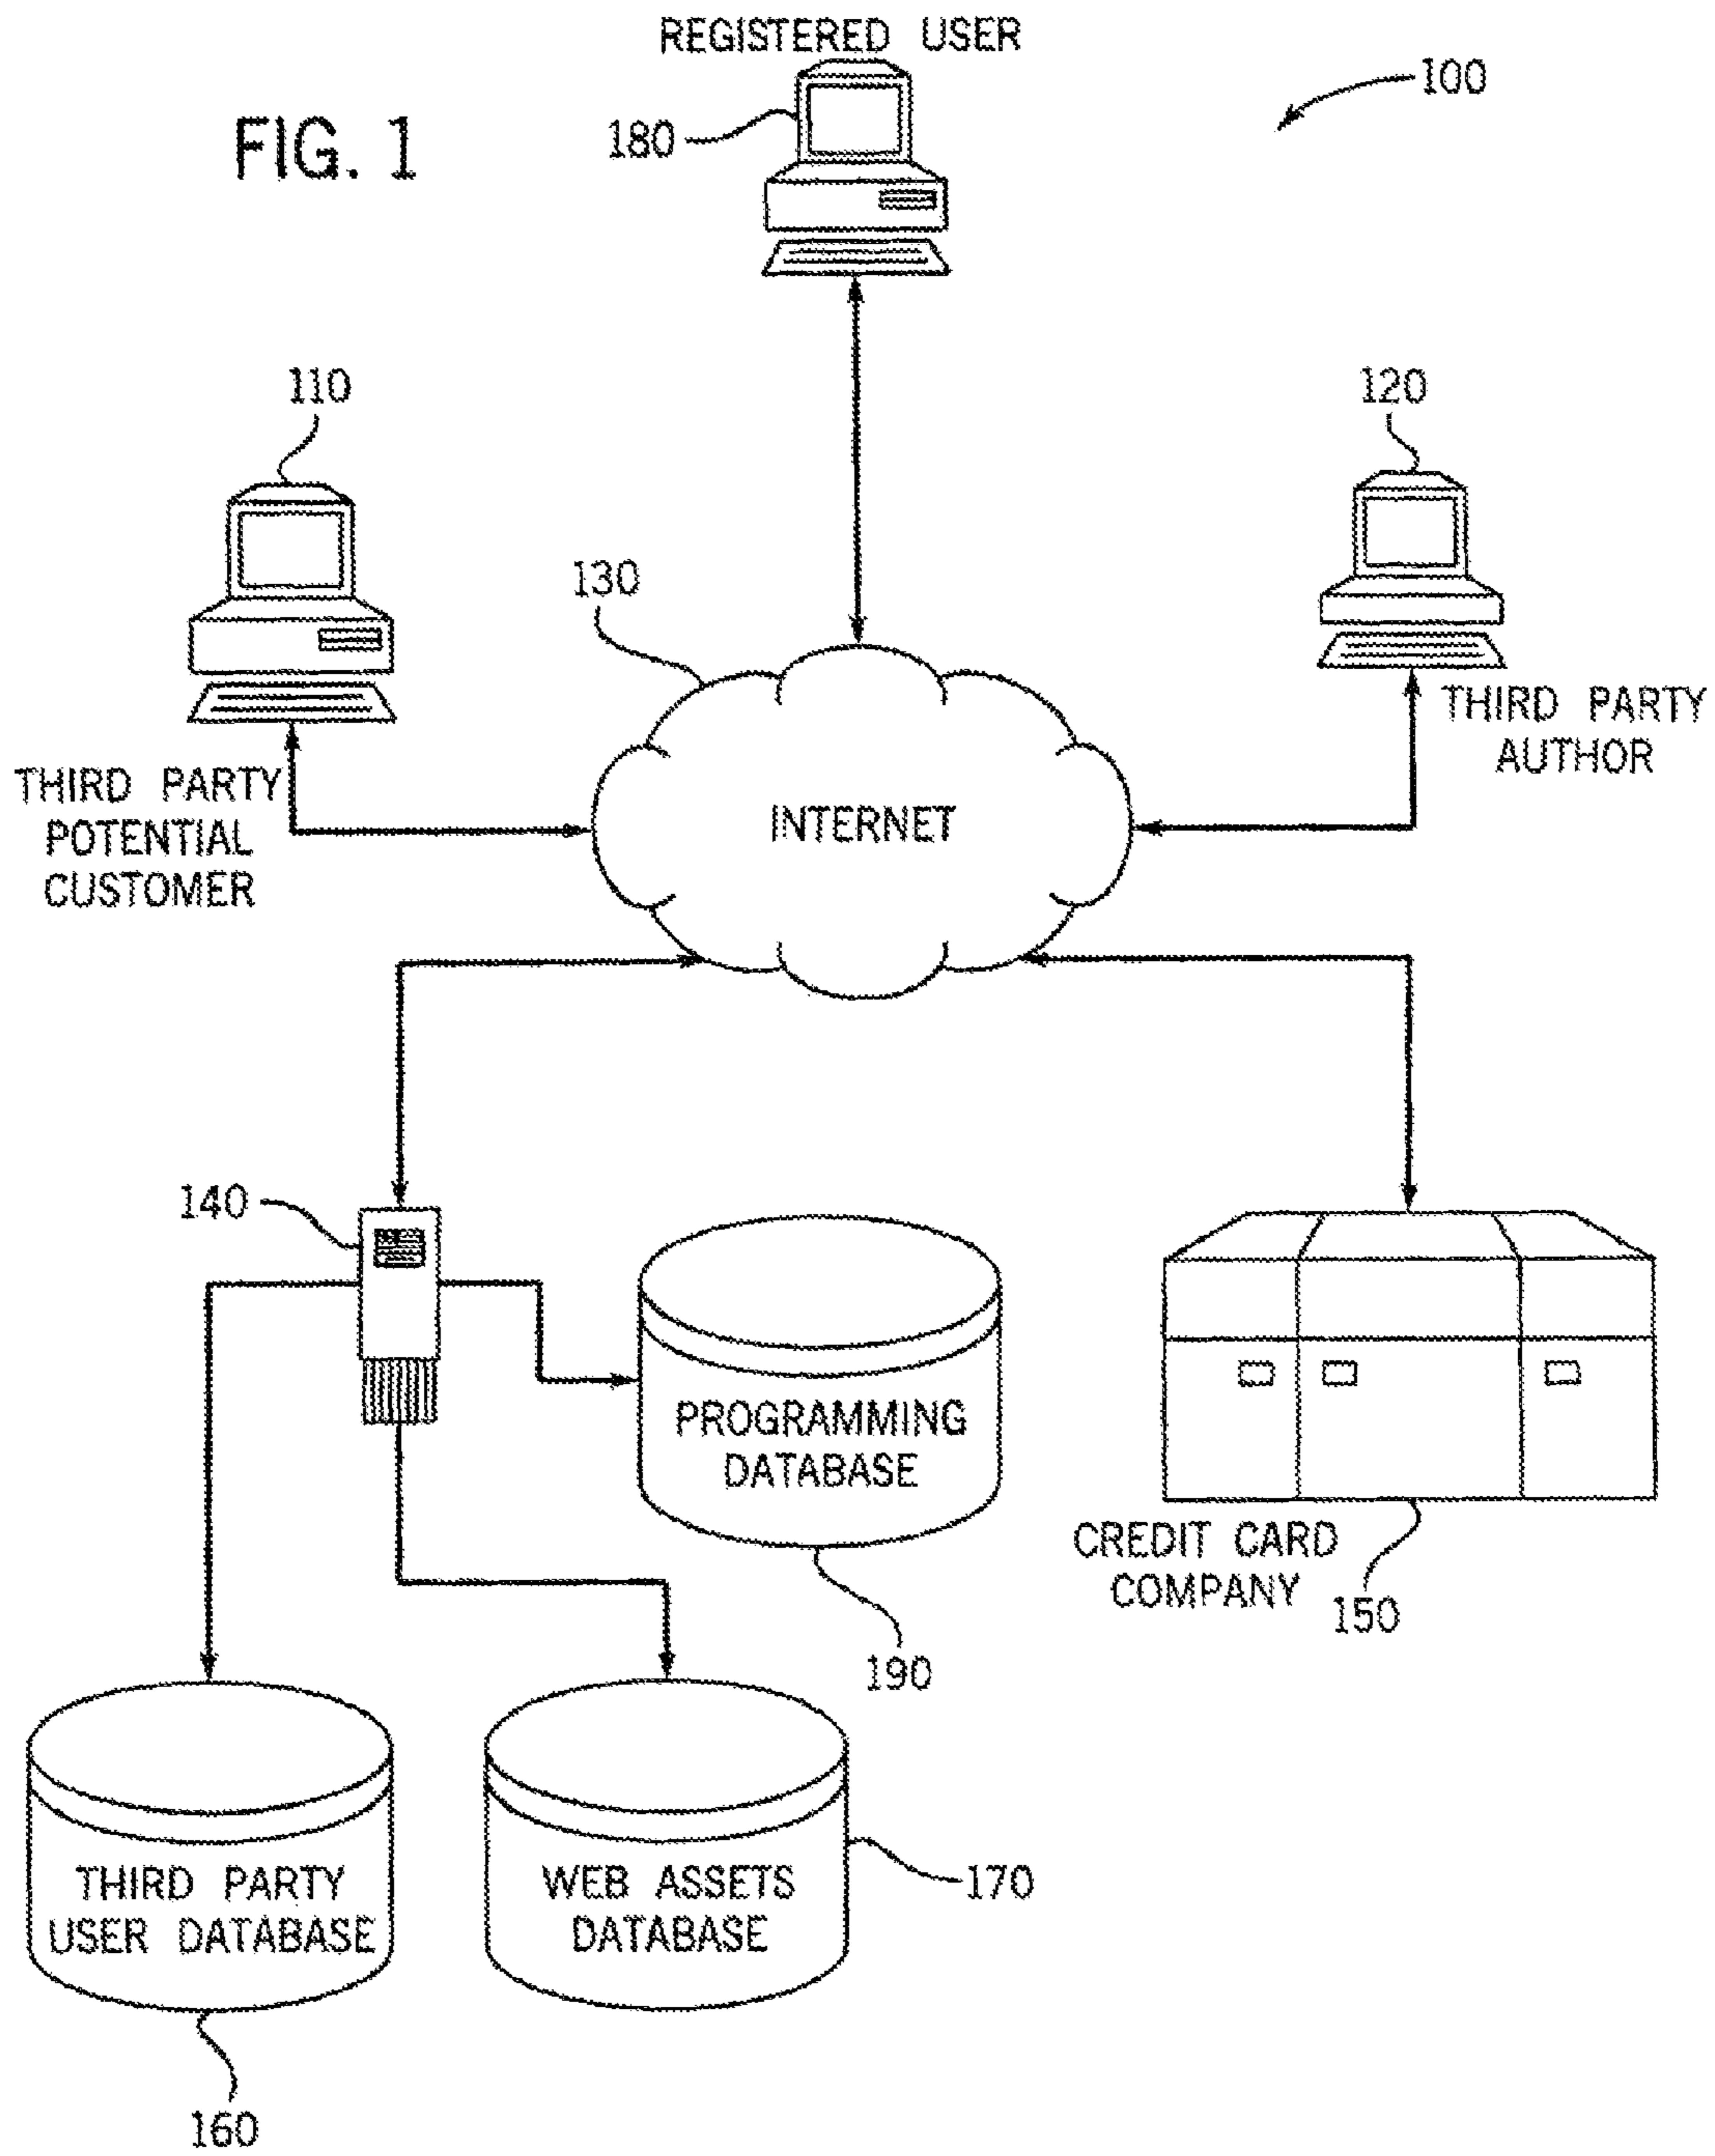 REGISTERED USER
100
FIG. 1
180
110
120
130
THIRD PARTY
AUTHOR
THIRD PARTY
POTENTIAL
CUSTOMER
INTERNET
140
PROGRAMMING
DATABASE
CREDIT CARD
COMPANY
150
190
THIRD PARTY
USER DATABASE
WEB ASSETS
DATABASE
170
160